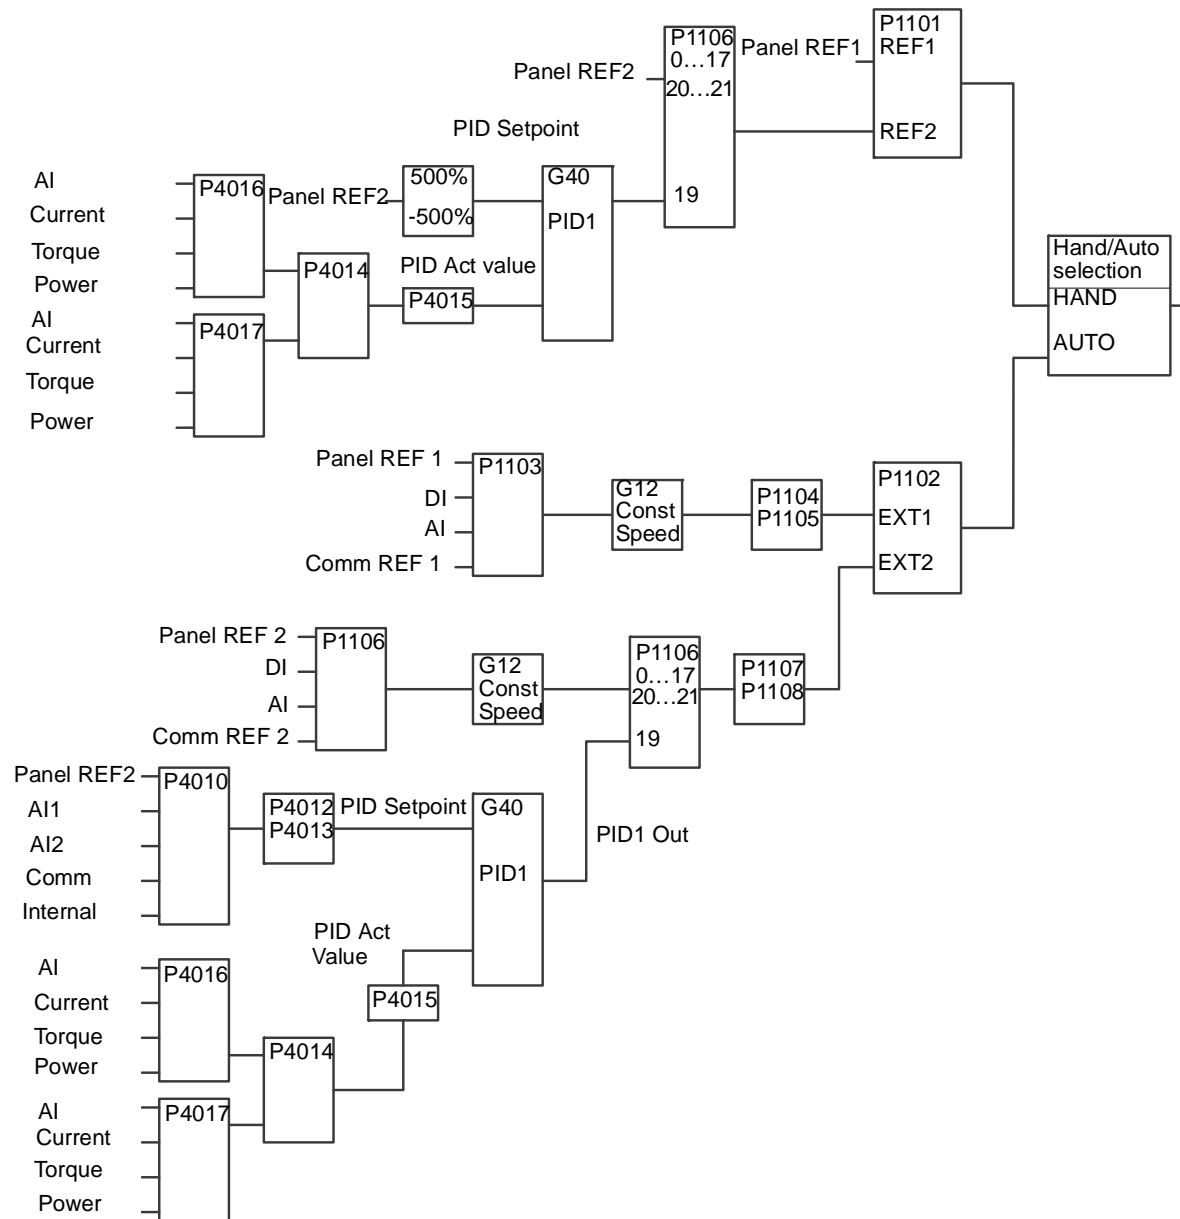 P1101
REF1
REF2
Panel REF1
P1106
0…17
20…21
19
Panel REF2
PID Setpoint
AI
Current
Torque
Power
P4016
Panel REF2
500%
-500%
G40
PID1
P4014
PID Act value
P4015
AI
Current
Torque
Power
P4017
Hand/Auto
selection
HAND
AUTO
Panel REF 1
DI
AI
Comm REF 1
P1103
G12
Const
Speed
P1104
P1105
P1102
EXT1
EXT2
Panel REF 2
DI
AI
Comm REF 2
P1106
G12
Const
Speed
P1106
0…17
20…21
19
P1107
P1108
Panel REF2
AI1
AI2
Comm
Internal
P4010
P4012
P4013
PID Setpoint
G40
PID1
PID1 Out
PID Act
Value
P4015
AI
Current
Torque
Power
P4016
P4014
AI
Current
Torque
Power
P4017